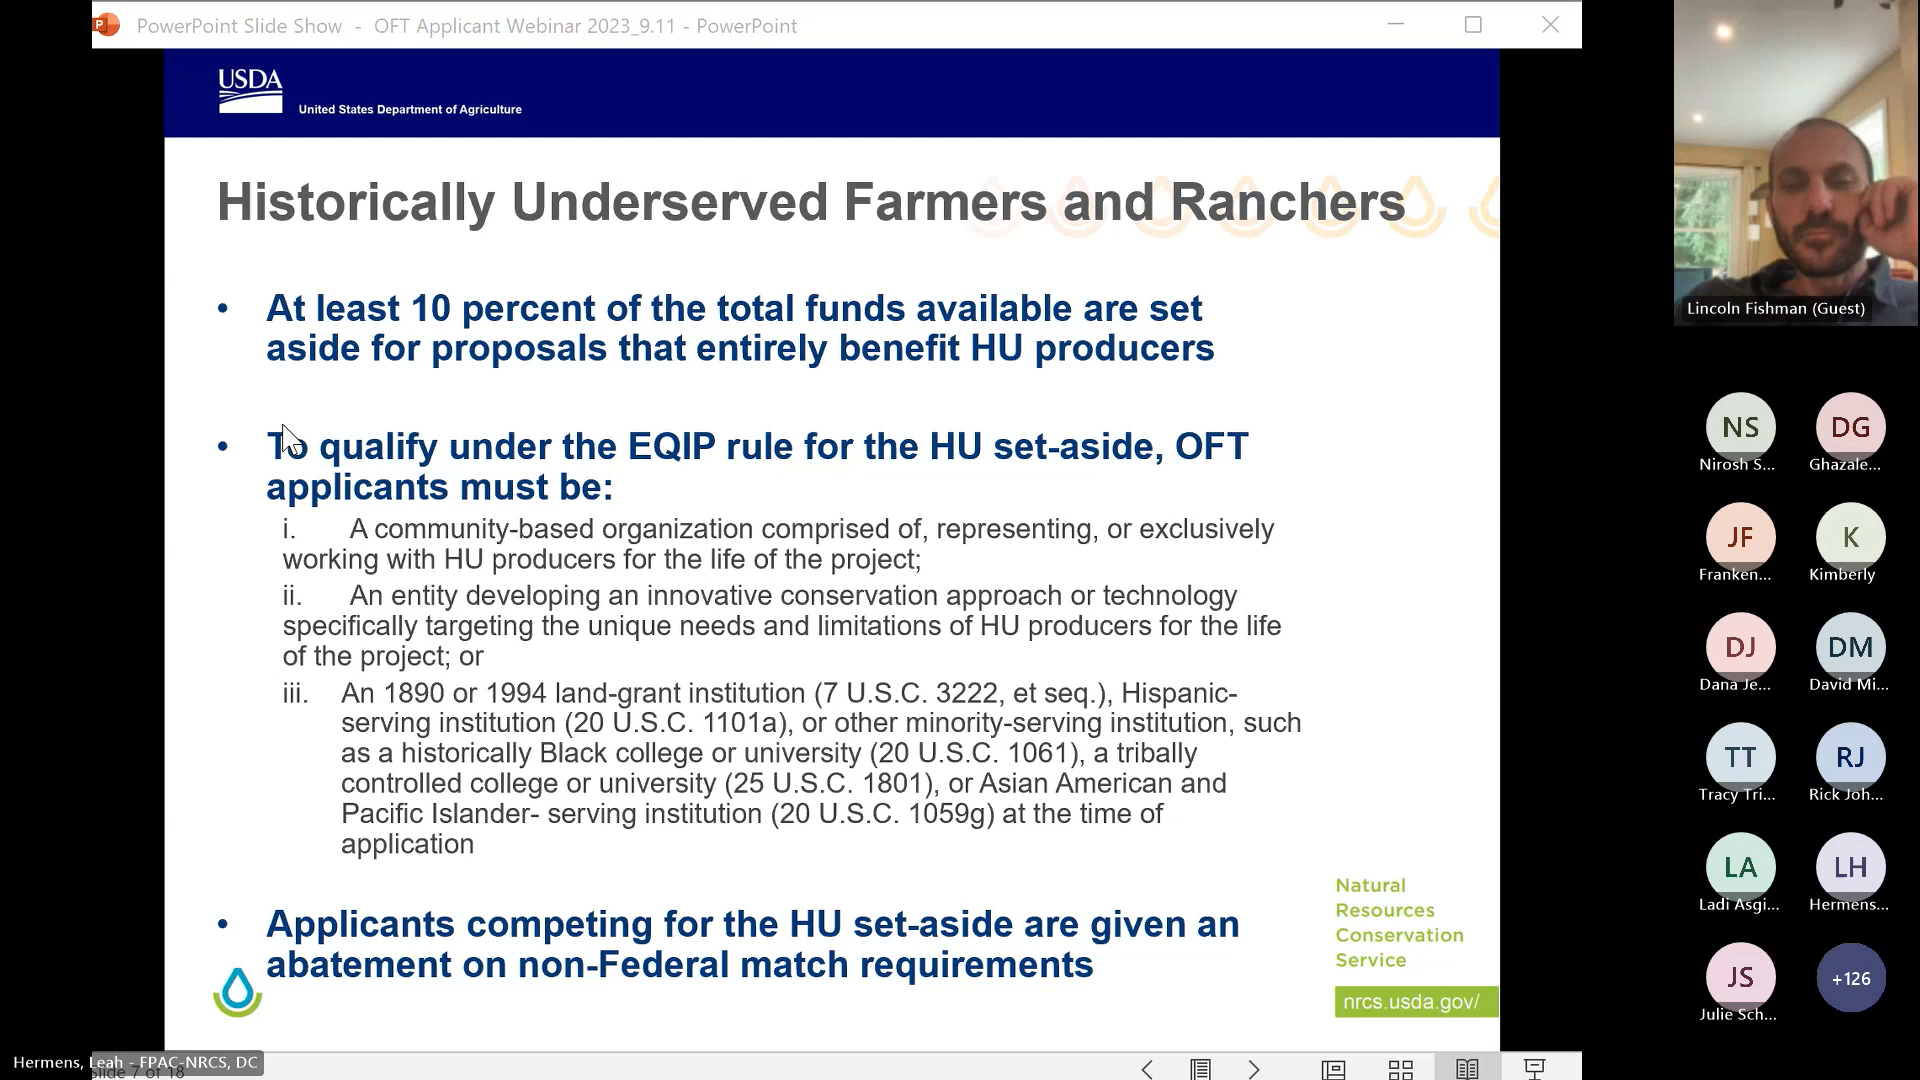 PowerPoint Slide Show - OFT Applicant Webinar 2023_9.11 - PowerPoint
USDA
United States Department of Agriculture
Historically Underserved Farmers and Ranchers
• At least 10 percent of the total funds available are set
aside for proposals that entirely benefit HU producers
• To qualify under the EQIP rule for the HU set-aside, OFT
applicants must be:
i. A community-based organization comprised of, representing, or exclusively
working with HU producers for the life of the project;
ii. An entity developing an innovative conservation approach or technology
specifically targeting the unique needs and limitations of HU producers for the life
of the project; or
iii. An 1890 or 1994 land-grant institution (7 U.S.C. 3222, et seq.), Hispanic-
serving institution (20 U.S.C. 1101a), or other minority-serving institution, such
as a historically Black college or university (20 U.S.C. 1061), a tribally
controlled college or university (25 U.S.C. 1801), or Asian American and
Pacific Islander- serving institution (20 U.S.C. 1059g) at the time of
application
• Applicants competing for the HU set-aside are given an
abatement on non-Federal match requirements
Natural
Resources
Conservation
Service
nrcs.usda.gov/
Hermens, Leah - FPAC-NRCS, DC
Slide 7 of 18
Lincoln Fishman (Guest)
NS DG
Nirosh S... Ghazale...
JF K
Franken... Kimberly
DJ DM
Dana Je... David Mi...
TT RJ
Tracy Tri... Rick Joh...
LA LH
Ladi Asgi... Hermens...
JS +126
Julie Sch...